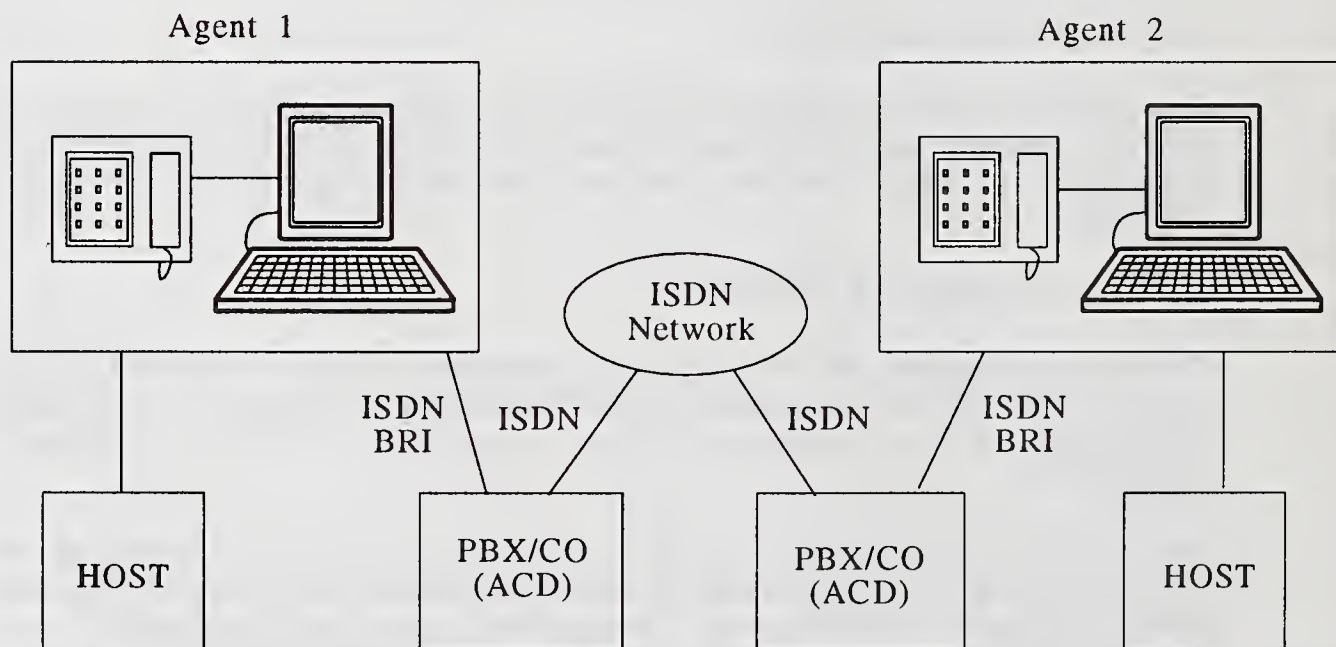 Agent 1
Agent 2
ISDN
Network
ISDN
BRI
ISDN
ISDN
ISDN
BRI
HOST
PBX/CO
(ACD)
PBX/CO
(ACD)
HOST